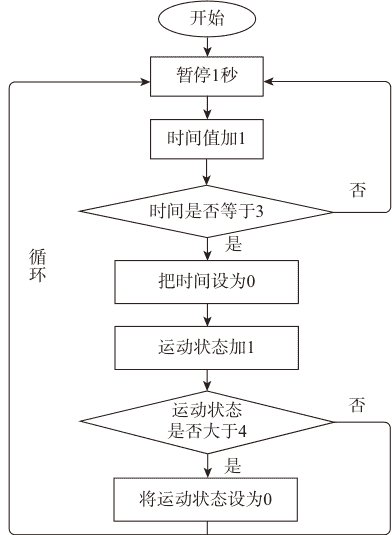 开始
暂停1秒
时间值加1
时间是否等于3
否
是
循
环
把时间设为0
运动状态加1
运动状态
是否大于4
否
是
将运动状态设为0